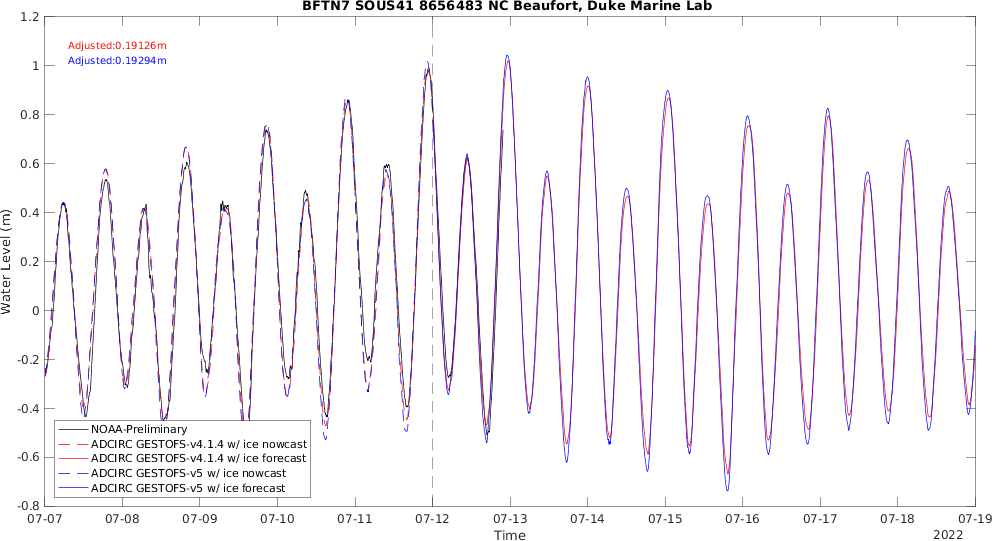 BFTN7 SOUS41 8656483 NC Beaufort, Duke Marine Lab
1.2
1
0.8
0.6
0.4
0.2
0
-0.2
-0.4
-0.6
-0.8
Water Level (m)
Adjusted:0.19126m
Adjusted:0.19294m
NOAA-Preliminary
ADCIRC GESTOFS-v4.1.4 w/ ice nowcast
ADCIRC GESTOFS-v4.1.4 w/ ice forecast
ADCIRC GESTOFS-v5 w/ ice nowcast
ADCIRC GESTOFS-v5 w/ ice forecast
07-07 07-08 07-09 07-10 07-11 07-12 07-13 07-14 07-15 07-16 07-17 07-18 07-19
Time
2022